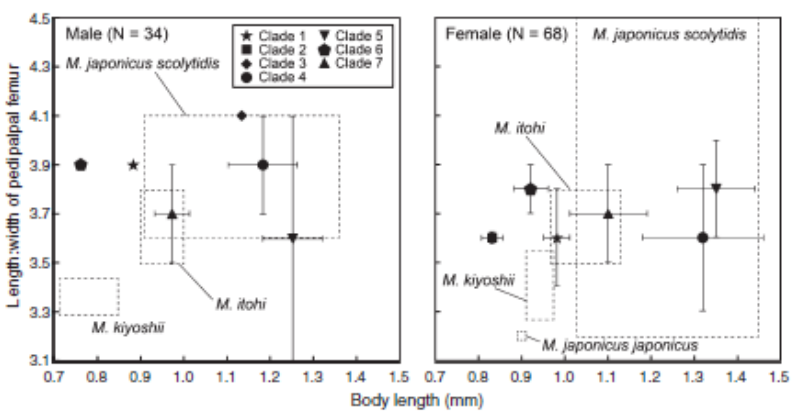 Male (N = 34)
Clade 1
Clade 2
Clade 3
Clade 4
Clade 5
Clade 6
Clade 7
M. japonicus scolytidis
M. itohi
M. kiyoshii
Length:width of pedipalpal femur
4.5
4.3
4.1
3.9
3.7
3.5
3.3
3.1
0.7 0.8 0.9 1.0 1.1 1.2 1.3 1.4 1.5
Female (N = 68)
M. japonicus scolytidis
M. itohi
M. kiyoshii
M. japonicus japonicus
0.7 0.8 0.9 1.0 1.1 1.2 1.3 1.4 1.5
Body length (mm)